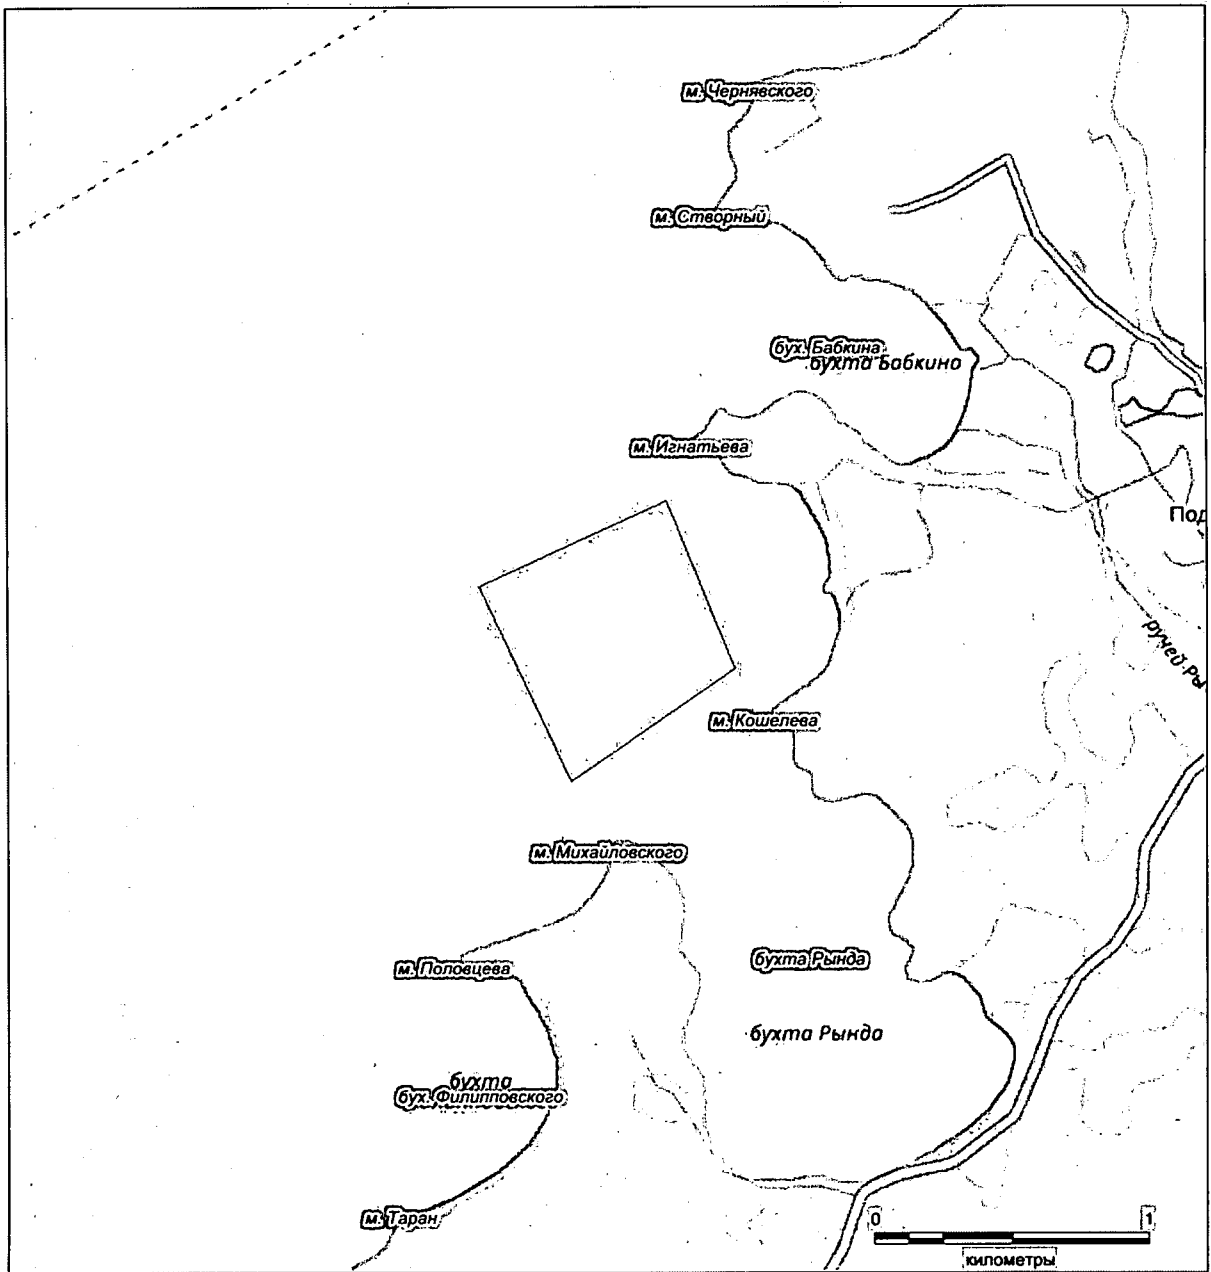 м. Чернявского
м. Створный
бух. Бабкина
бухта Бабкина
м. Игнатьева
Под
ручей Ры
м. Кошелева
м. Михайловского
бухта Рында
м. Половцева
бухта Рында
бухта
бух. Филипповского
м. Таран
0 1
километры